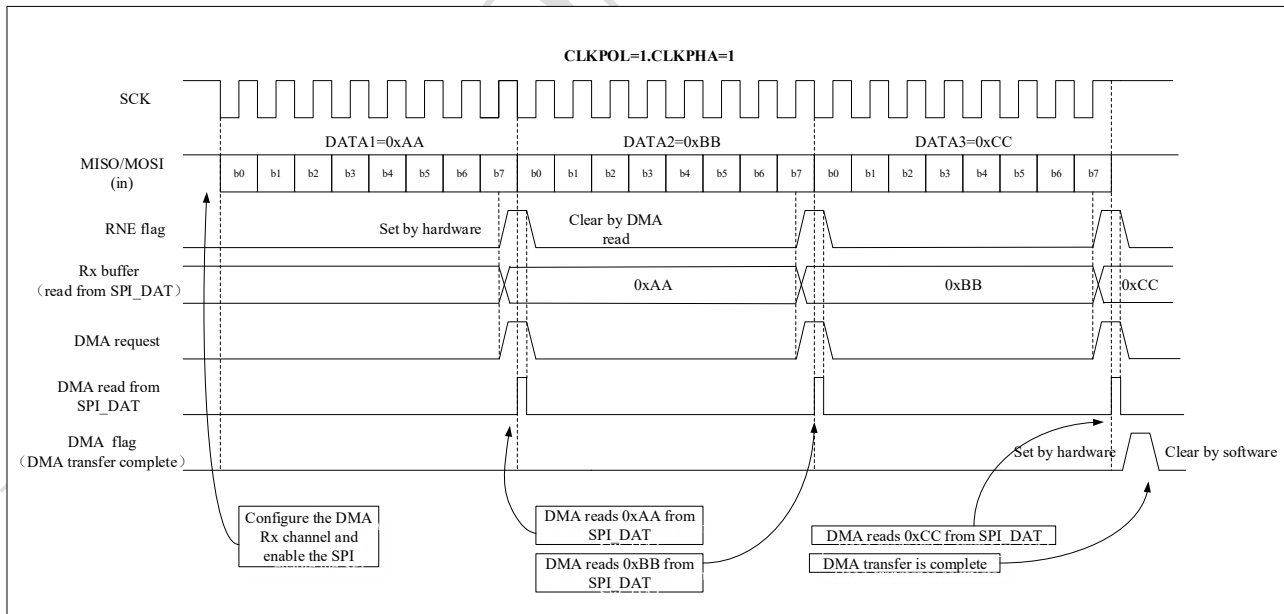 CLKPOL=1.CLKPHA=1
SCK
DATA1=0xAA DATA2=0xBB DATA3=0xCC
MISO/MOSI
(in)
b0 b1 b2 b3 b4 b5 b6 b7 b0 b1 b2 b3 b4 b5 b6 b7 b0 b1 b2 b3 b4 b5 b6 b7
RNE flag
Set by hardware
Clear by DMA
read
Rx buffer
（read from SPI_DAT）
0xAA 0xBB 0xCC
DMA request
DMA read from
SPI_DAT
DMA flag
（DMA transfer complete）
Set by hardware
Clear by software
Configure the DMA
Rx channel and
enable the SPI
DMA reads 0xAA from
SPI_DAT
DMA reads 0xBB from
SPI_DAT
DMA reads 0xCC from SPI_DAT
DMA transfer is complete